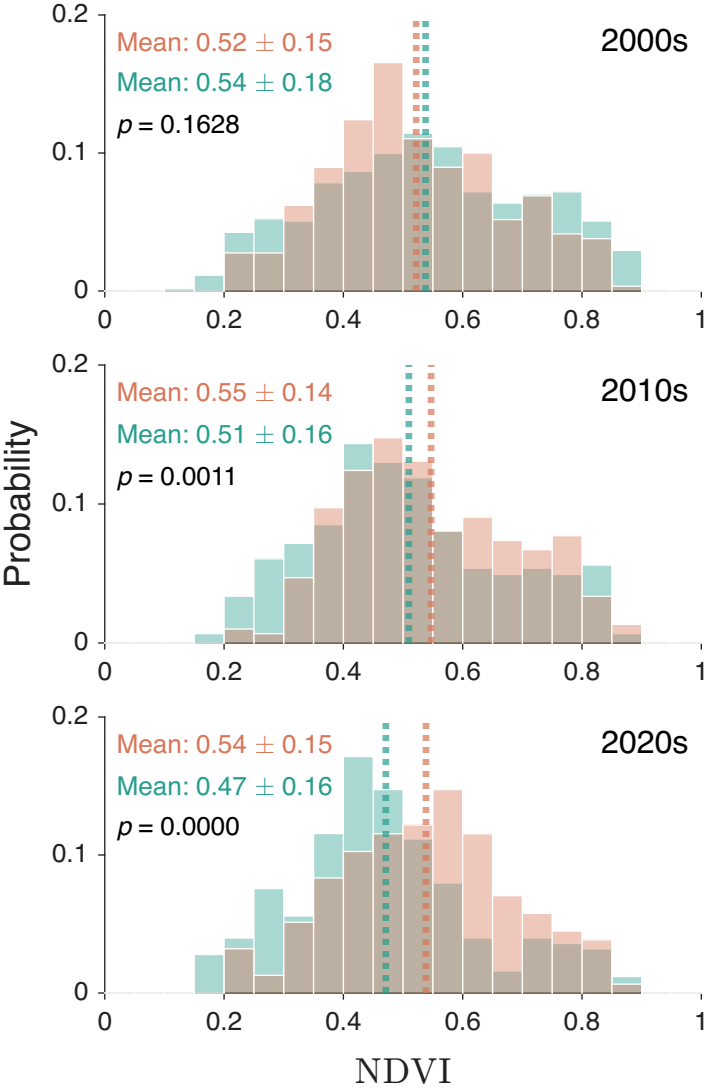 0.2
2000s
Mean: 0.52 ± 0.15
Mean: 0.54 ± 0.18
p = 0.1628
0.1
0
0 0.2 0.4 0.6 0.8 1
0.2
2010s
Mean: 0.55 ± 0.14
Mean: 0.51 ± 0.16
p = 0.0011
0.1
0
0 0.2 0.4 0.6 0.8 1
Probability
0.2
2020s
Mean: 0.54 ± 0.15
Mean: 0.47 ± 0.16
p = 0.0000
0.1
0
0 0.2 0.4 0.6 0.8 1
NDVI